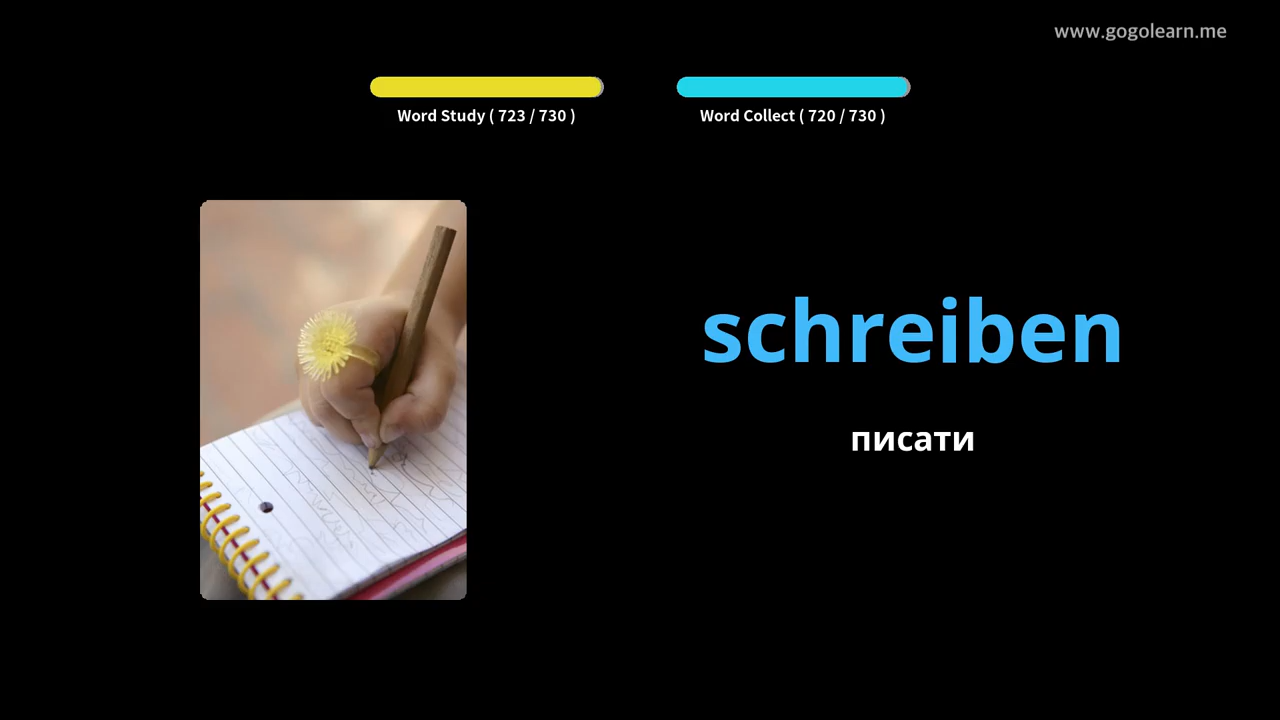 www.gogolearn.me
Word Study ( 723 / 730 )
Word Collect ( 720 / 730 )
schreiben
писати